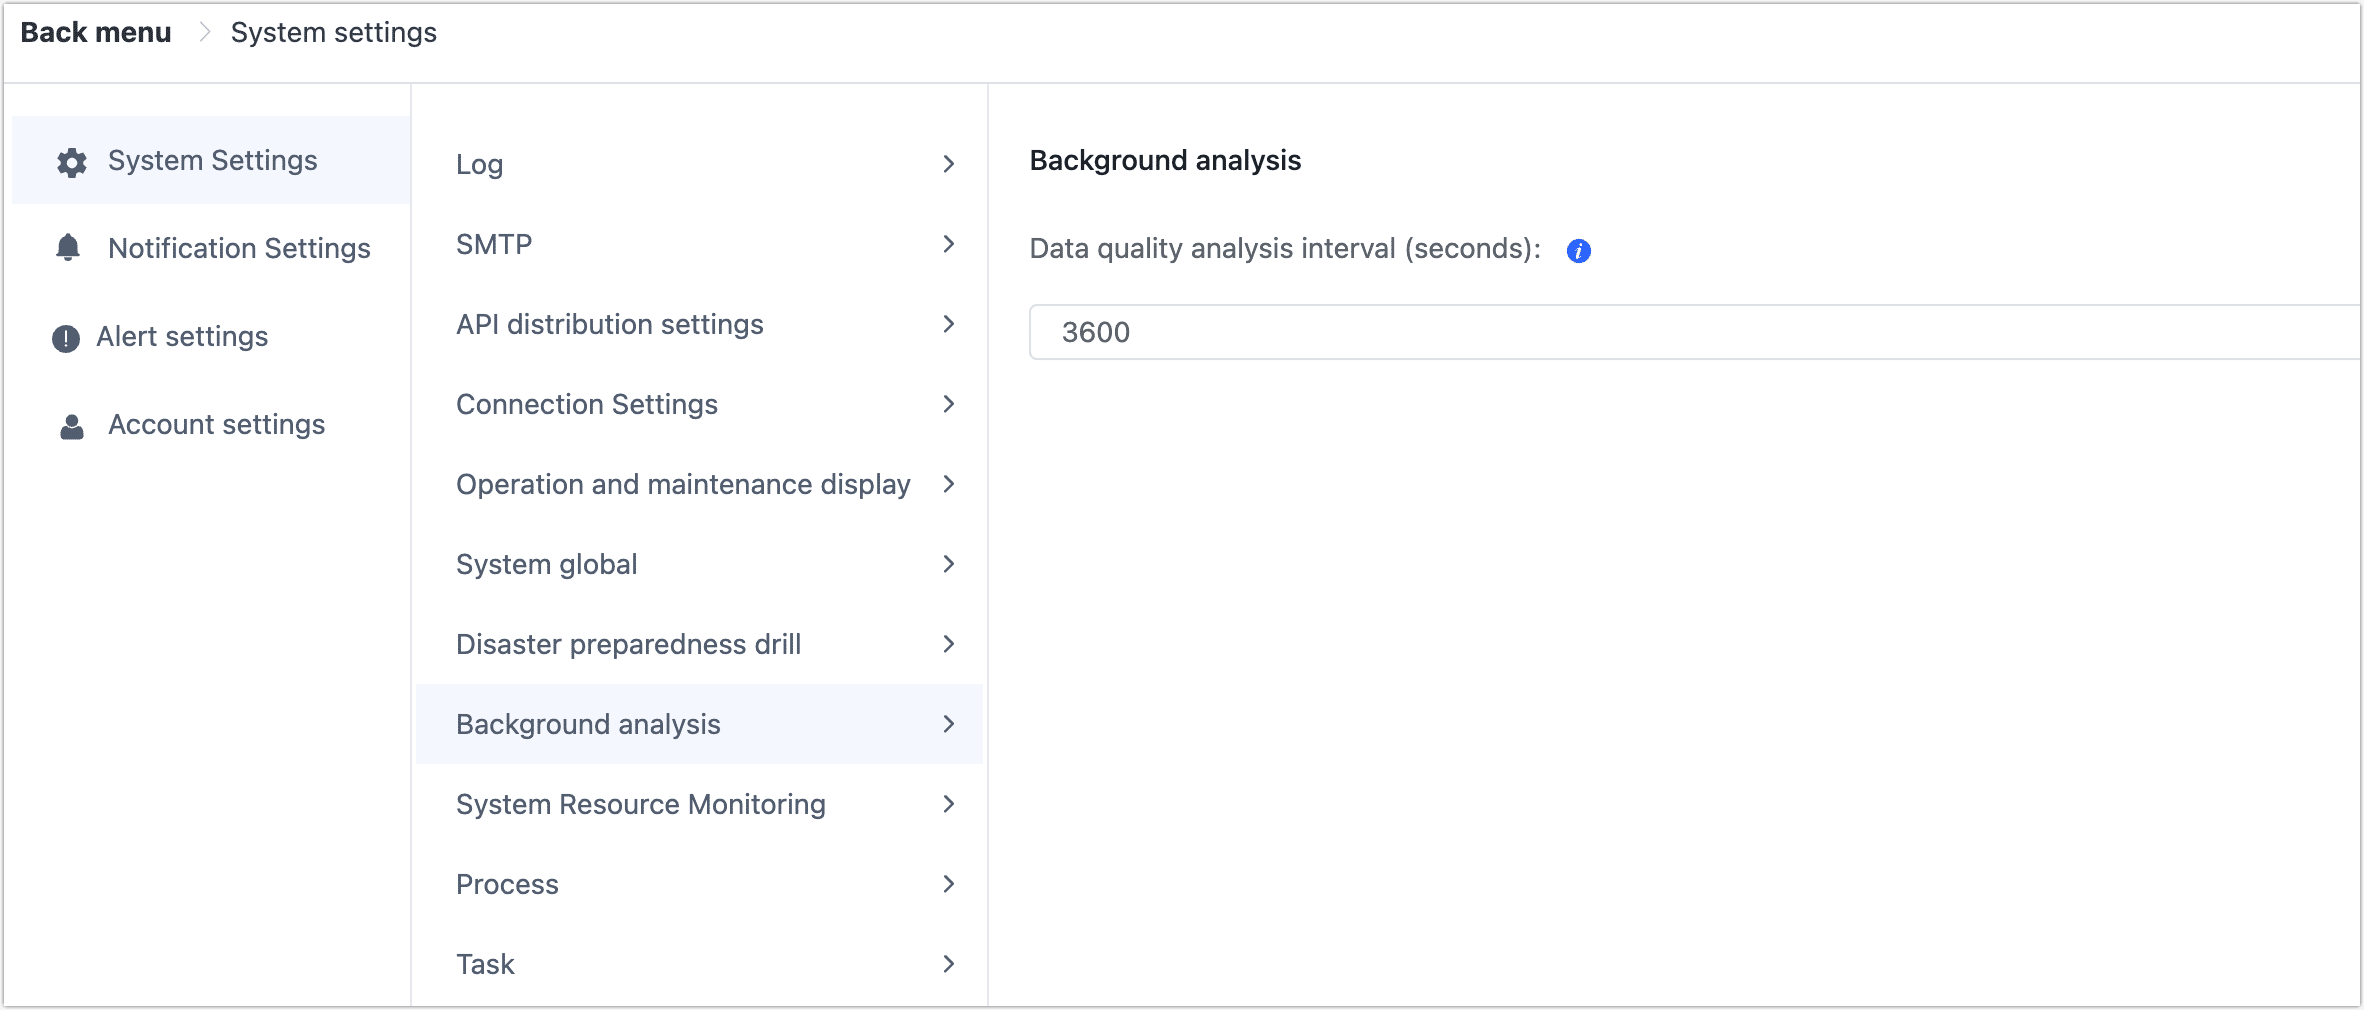 Back menu > System settings
System Settings
Notification Settings
Alert settings
Account settings
Log
SMTP
API distribution settings
Connection Settings
Operation and maintenance display
System global
Disaster preparedness drill
Background analysis
System Resource Monitoring
Process
Task
Background analysis
Data quality analysis interval (seconds):
3600